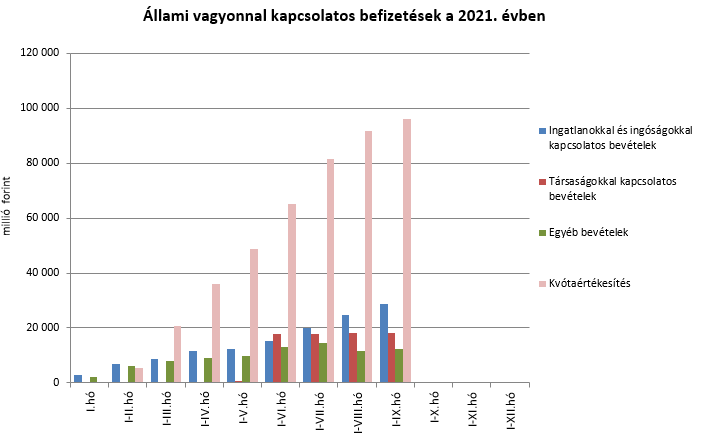 Állami vagyonnal kapcsolatos befizetések a 2021. évben
120 000
100 000
80 000
60 000
40 000
20 000
0
millió forint
I.hó
I-II.hó
I-III.hó
I-IV.hó
I-V.hó
I-VI.hó
I-VII.hó
I-VIII.hó
I-IX.hó
I-X.hó
I-XI.hó
I-XII.hó
Ingatlanokkal és ingóságokkal
kapcsolatos bevételek
Társaságokkal kapcsolatos
bevételek
Egyéb bevételek
Kvótaértékesítés